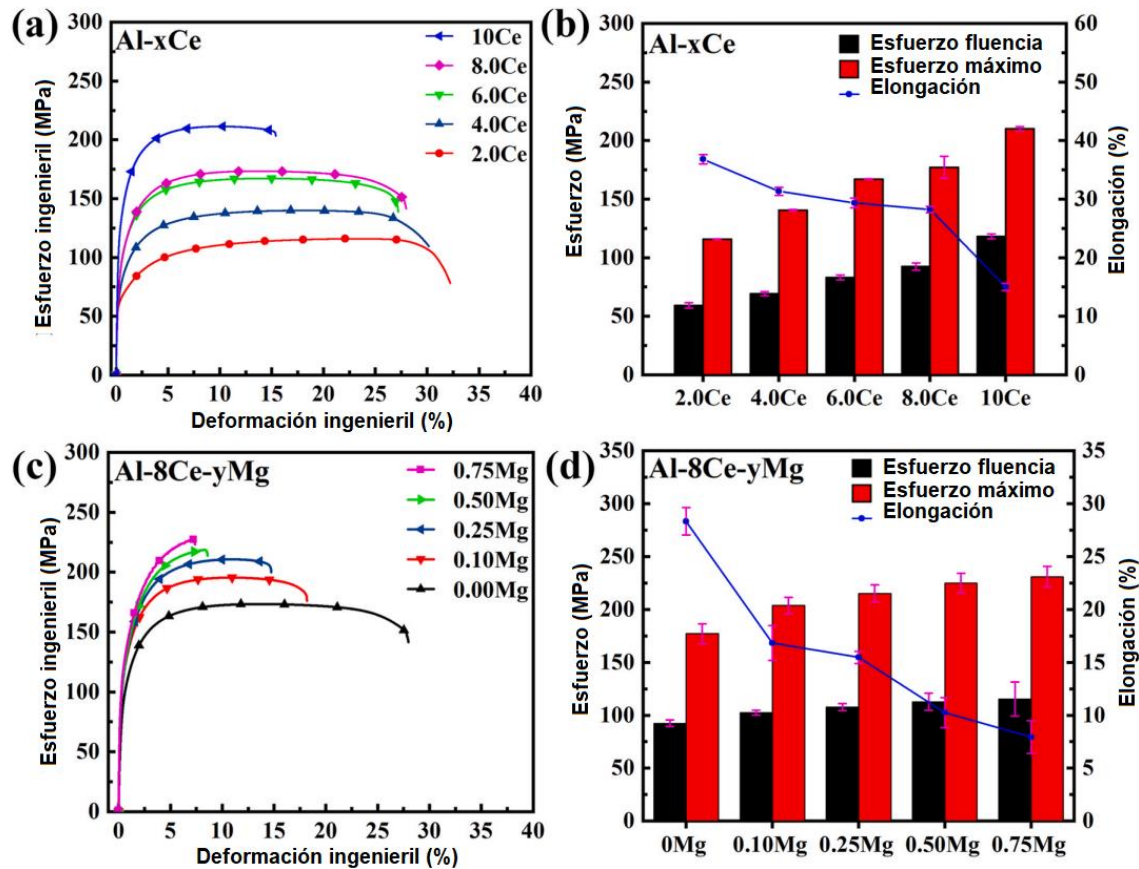 (a)
Al-xCe
10Ce
8.0Ce
6.0Ce
4.0Ce
2.0Ce
Esfuerzo ingenieril (MPa)
300
250
200
150
100
50
0
0 5 10 15 20 25 30 35 40
Deformación ingenieril (%)
(b)
Al-xCe
Esfuerzo fluencia
Esfuerzo máximo
Elongación
Esfuerzo (MPa)
300
250
200
150
100
50
0
60
50
40
30
20
10
0
Elongación (%)
2.0Ce 4.0Ce 6.0Ce 8.0Ce 10Ce
(c)
Al-8Ce-yMg
0.75Mg
0.50Mg
0.25Mg
0.10Mg
0.00Mg
Esfuerzo ingenieril (MPa)
300
250
200
150
100
50
0
0 5 10 15 20 25 30 35 40
Deformación ingenieril (%)
(d)
Al-8Ce-yMg
Esfuerzo fluencia
Esfuerzo máximo
Elongación
Esfuerzo (MPa)
350
300
250
200
150
100
50
0
35
30
25
20
15
10
5
0
Elongación (%)
0Mg 0.10Mg 0.25Mg 0.50Mg 0.75Mg